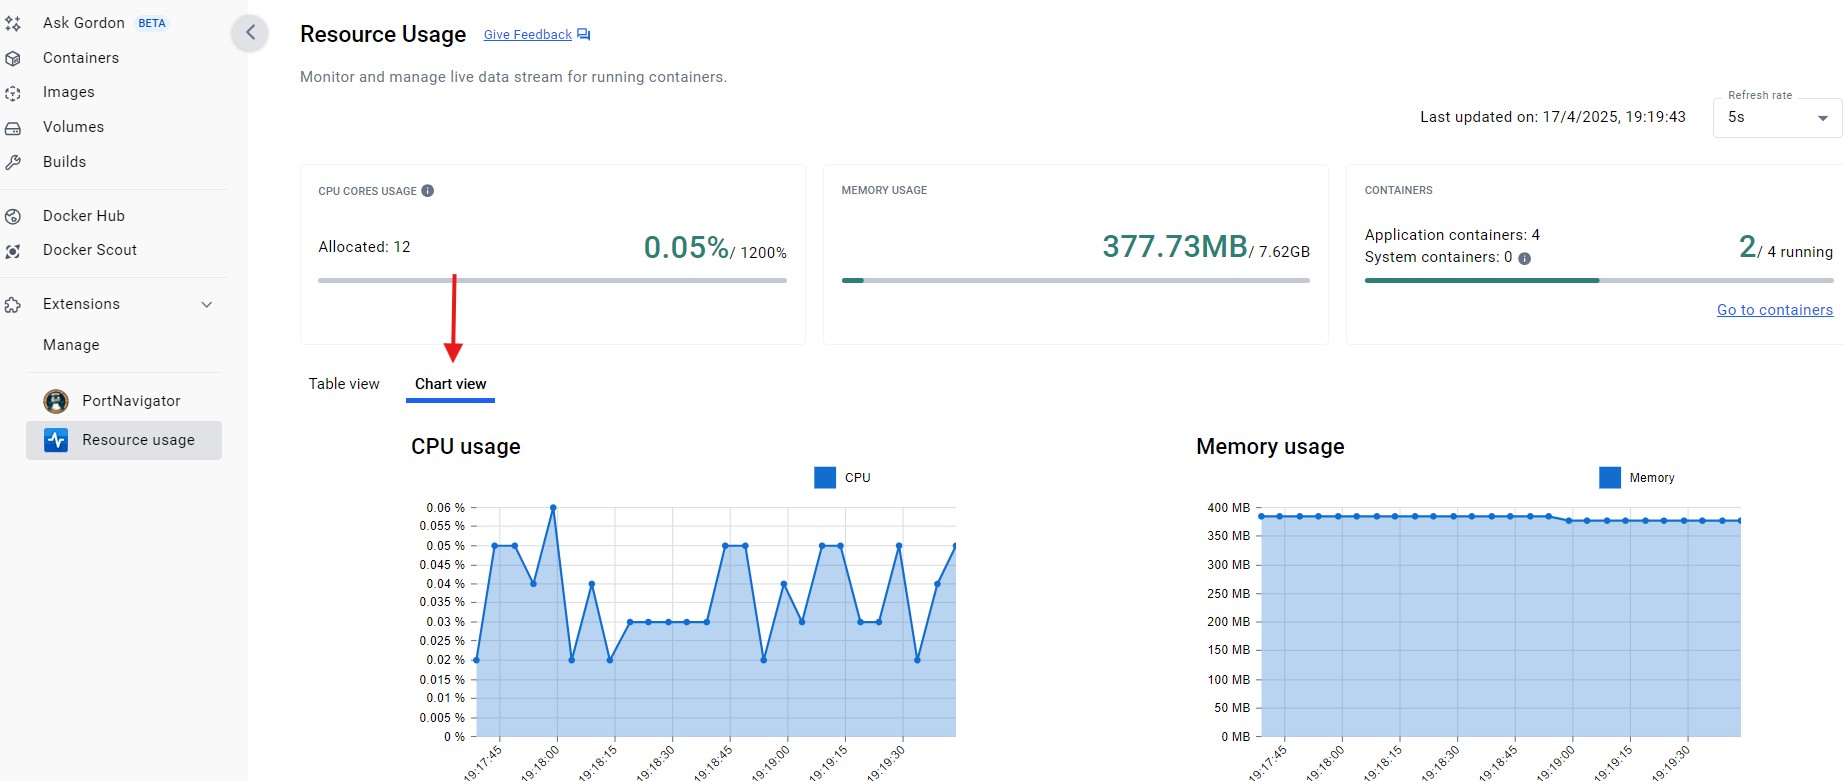 Ask Gordon BETA
Containers
Images
Volumes
Builds
Docker Hub
Docker Scout
Extensions
Manage
PortNavigator
Resource usage
Resource Usage Give Feedback
Monitor and manage live data stream for running containers.
Last updated on: 17/4/2025, 19:19:43
Refresh rate
5s
CPU CORES USAGE
Allocated: 12
0.05% / 1200%
MEMORY USAGE
377.73MB / 7.62GB
CONTAINERS
Application containers: 4
System containers: 0
2 / 4 running
Go to containers
Table view Chart view
CPU usage
CPU
0.06 %
0.055 %
0.05 %
0.045 %
0.04 %
0.035 %
0.03 %
0.025 %
0.02 %
0.015 %
0.01 %
0.005 %
0 %
19:17:45 19:18:00 19:18:15 19:18:30 19:18:45 19:19:00 19:19:15 19:19:30
Memory usage
Memory
400 MB
350 MB
300 MB
250 MB
200 MB
150 MB
100 MB
50 MB
0 MB
19:17:45 19:18:00 19:18:15 19:18:30 19:18:45 19:19:00 19:19:15 19:19:30